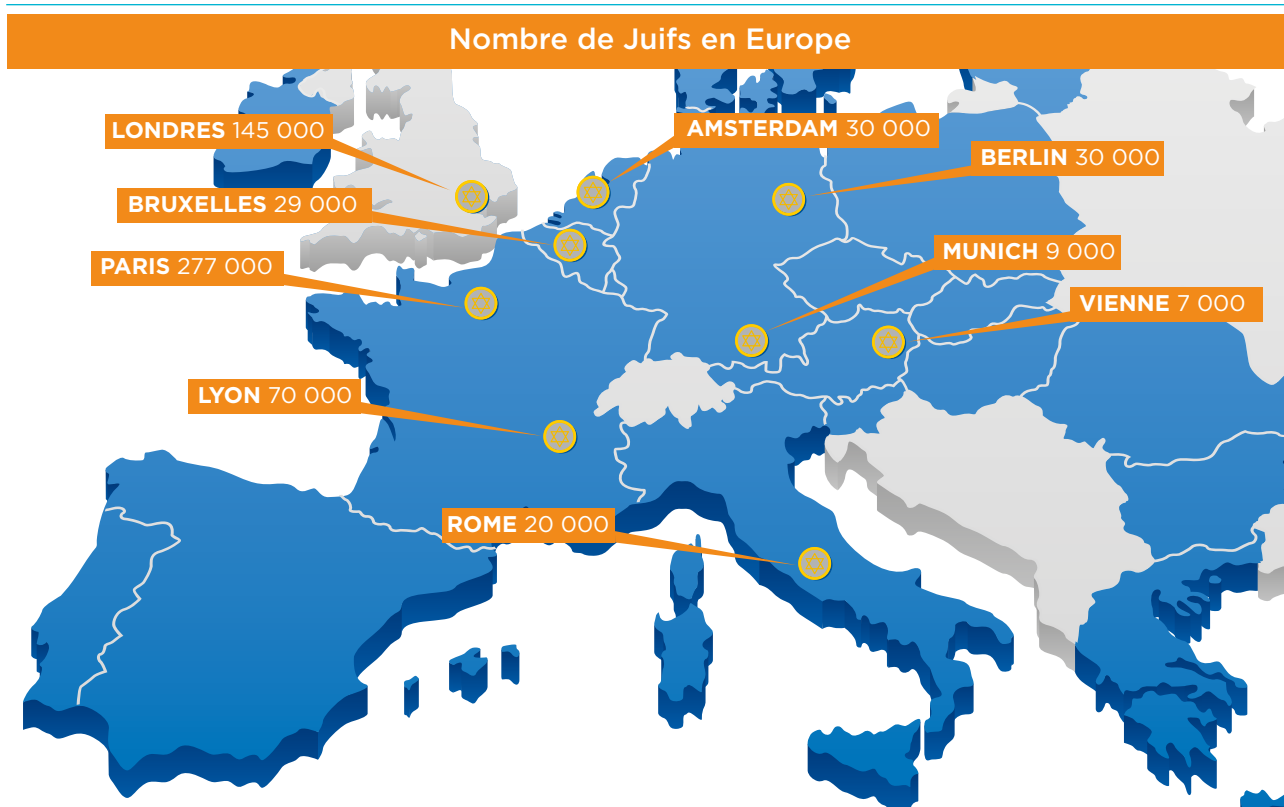 Nombre de Juifs en Europe
LONDRES 145 000
AMSTERDAM 30 000
BERLIN 30 000
BRUXELLES 29 000
PARIS 277 000
MUNICH 9 000
VIENNE 7 000
LYON 70 000
ROME 20 000